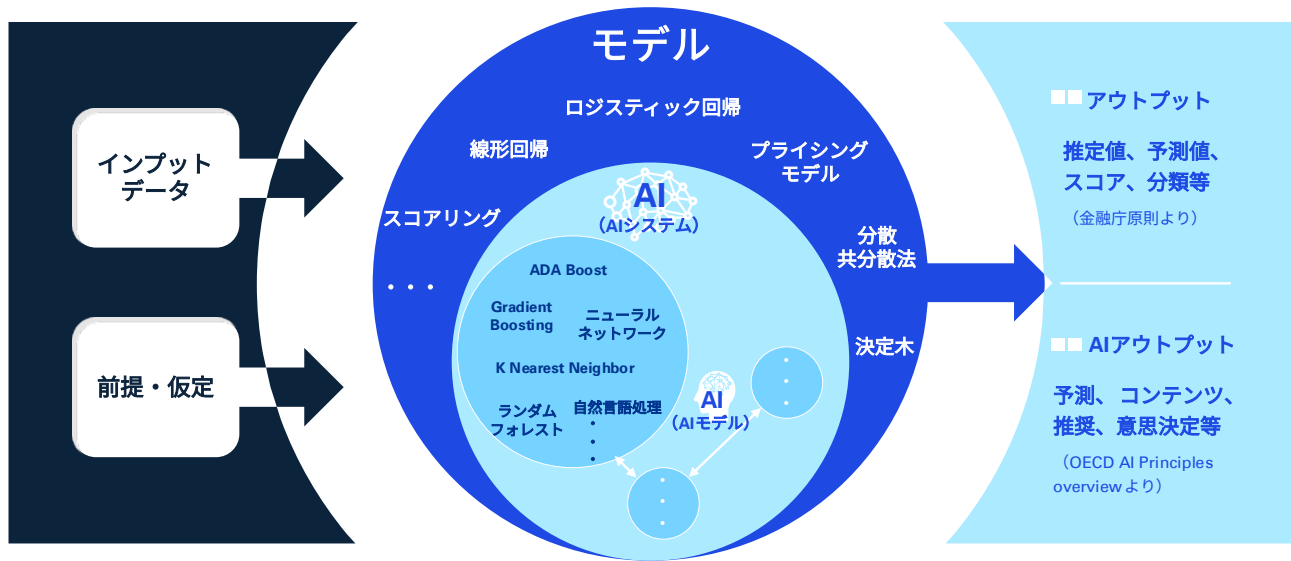 インプット
データ
前提・仮定
モデル
ロジスティック回帰
線形回帰
プライシング
モデル
スコアリング
分散
共分散法
・・・
決定木
AI
（AIシステム）
ADA Boost
Gradient
Boosting
ニューラル
ネットワーク
K Nearest Neighbor
ランダム
フォレスト
自然言語処理
・
・
・
AI
（AIモデル）
・
・
・
・
・
・
アウトプット
推定値、予測値、
スコア、分類等
（金融庁原則より）
AIアウトプット
予測、コンテンツ、
推奨、意思決定等
（OECD AI Principles
overviewより）